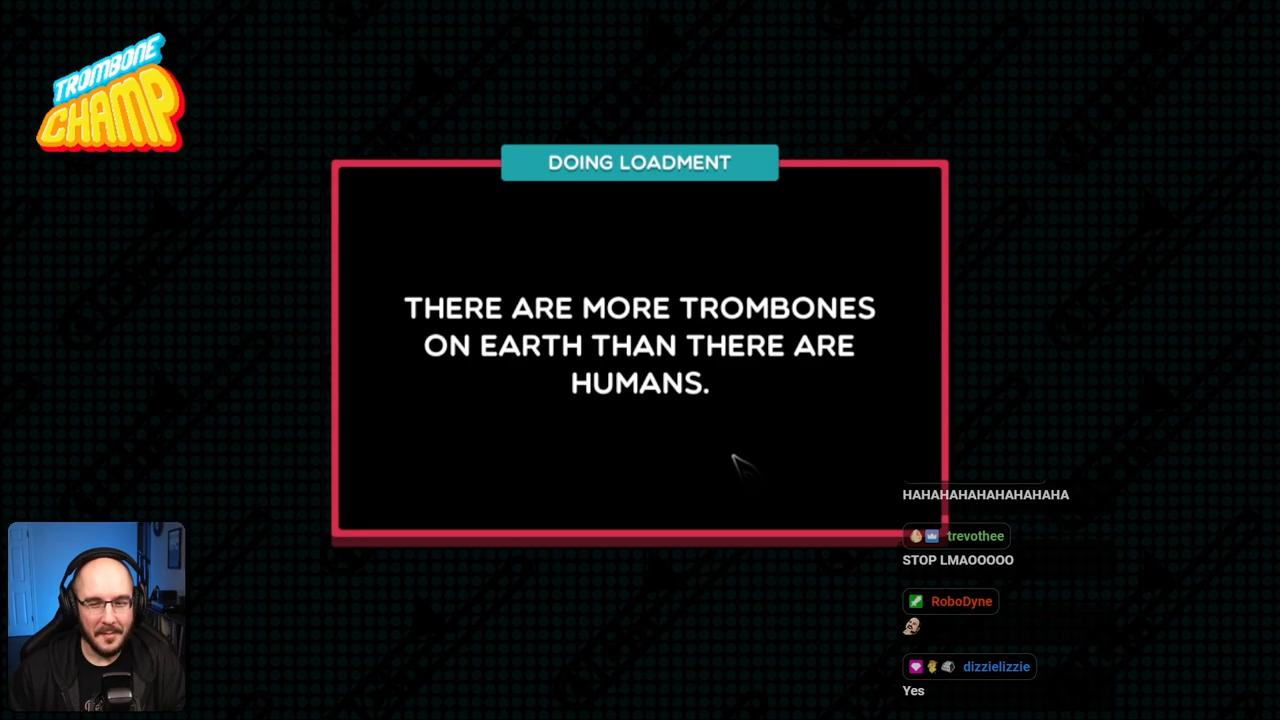 TROMBONE
CHAMP
DOING LOADMENT
THERE ARE MORE TROMBONES
ON EARTH THAN THERE ARE
HUMANS.
HAHAHAHAHAHAHAHAHA
trevothee
STOP LMAOOOOO
RoboDyne
dizzielizzie
Yes